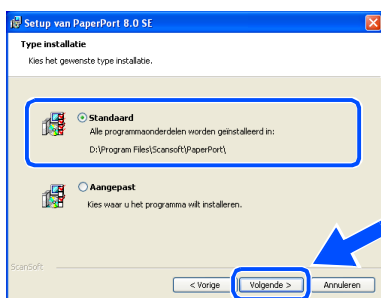 Setup van PaperPort 8.0 SE
Type installatie
Kies het gewenste type installatie.
Standaard
Alle programmaonderdelen worden geïnstalleerd in:
D:\Program Files\Scansoft\PaperPort\
Aangepast
Kies waar u het programma wilt installeren.
ScanSoft
< Vorige Volgende > Annuleren